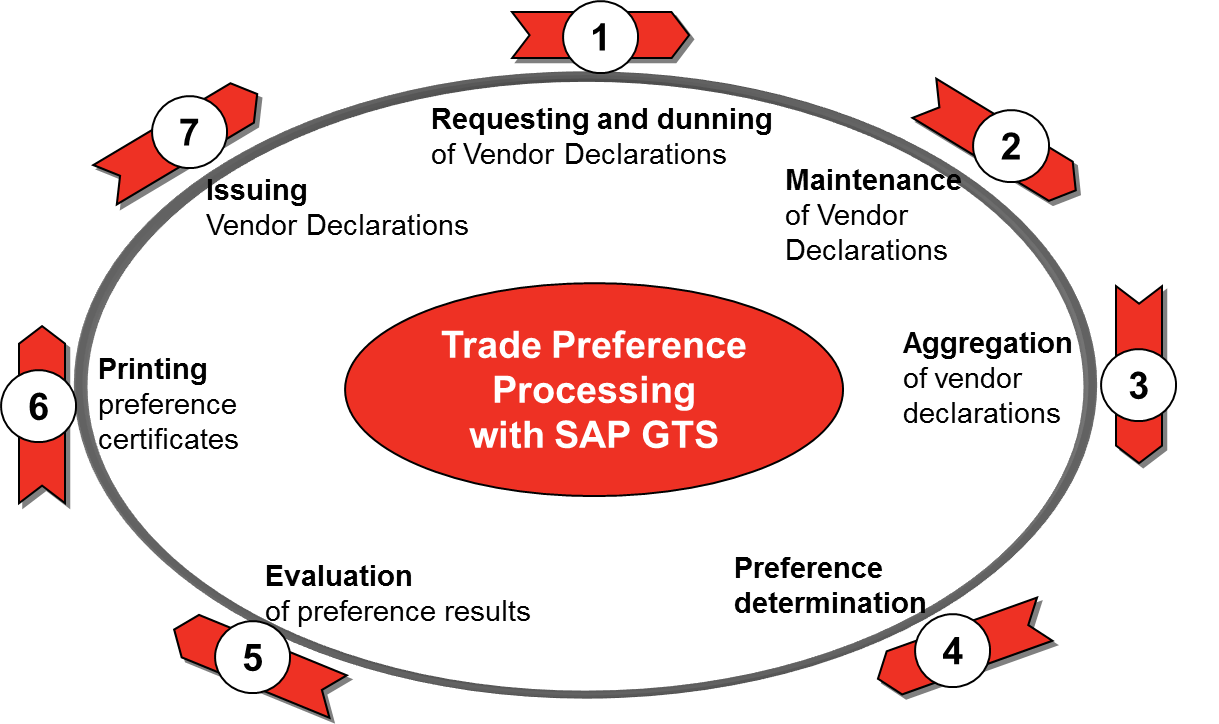 1
Requesting and dunning
of Vendor Declarations
2
Maintenance
of Vendor
Declarations
3
Aggregation
of vendor
declarations
4
Preference
determination
5
Evaluation
of preference results
6
Printing
preference
certificates
7
Issuing
Vendor Declarations
Trade Preference
Processing
with SAP GTS